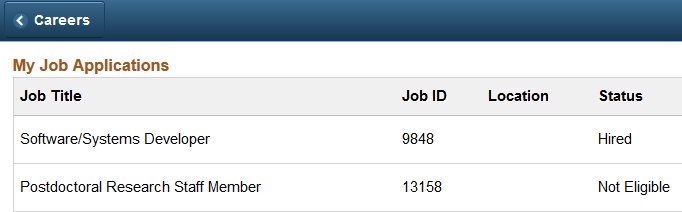 Careers
My Job Applications
Job Title Job ID Location Status
Software/Systems Developer 9848 Hired
Postdoctoral Research Staff Member 13158 Not Eligible